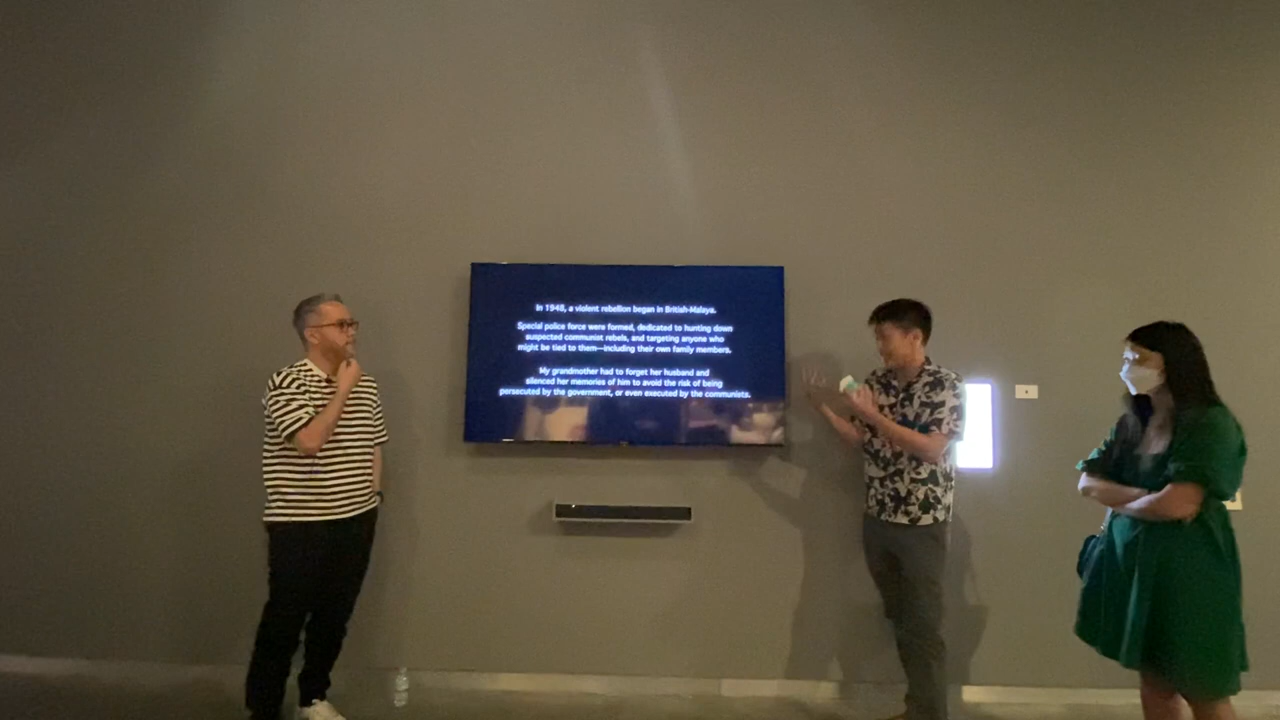 In 1948, a violent rebellion began in British-Malaya.
Special police force were formed, dedicated to hunting down
suspected communist rebels, and targeting anyone who
might be tied to them—including their own family members.
My grandmother had to forget her husband and
silenced her memories of him to avoid the risk of being
persecuted by the government, or even executed by the communists.